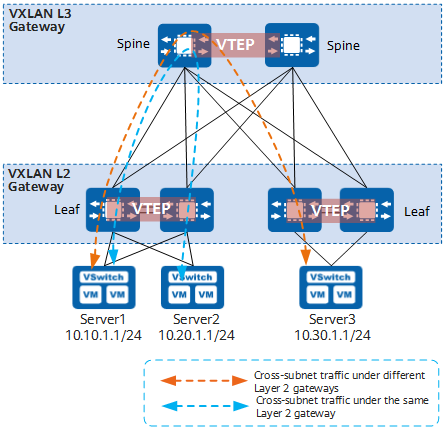 VXLAN L3
Gateway
Spine
VTEP
Spine
VXLAN L2
Gateway
Leaf
VTEP
VTEP
Leaf
VSwitch
VM VM
VSwitch
VM VM
VSwitch
VM VM
Server1
10.10.1.1/24
Server2
10.20.1.1/24
Server3
10.30.1.1/24
Cross-subnet traffic under different
Layer 2 gateways
Cross-subnet traffic under the same
Layer 2 gateway